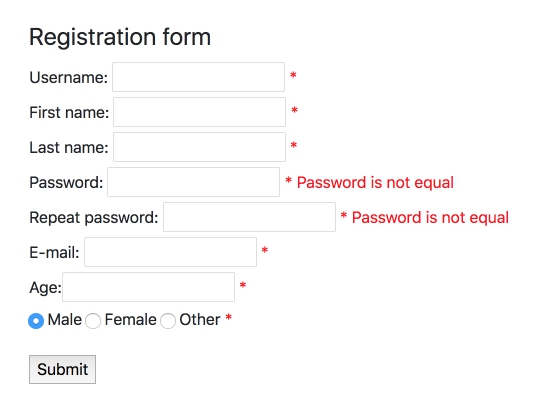 Registration form
Username: *
First name: *
Last name: *
Password: * Password is not equal
Repeat password: * Password is not equal
E-mail: *
Age: *
Male Female Other *
Submit